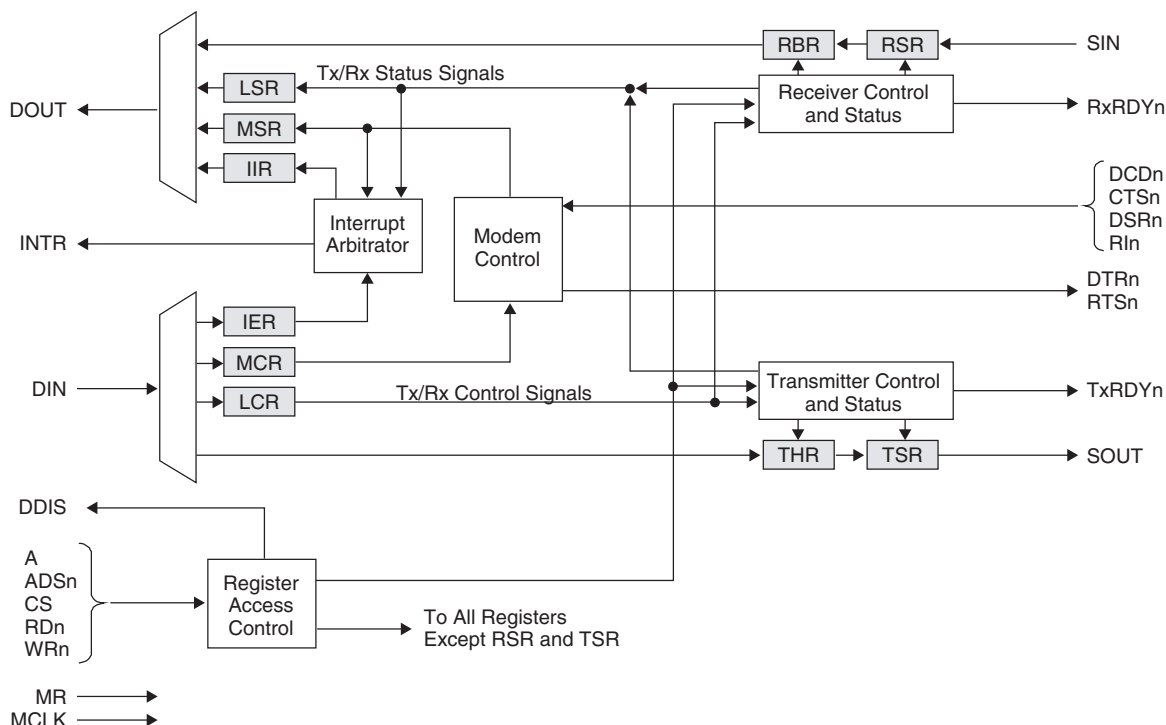 RBR
RSR
SIN
LSR
Tx/Rx Status Signals
Receiver Control
and Status
RxRDYn
DOUT
MSR
IIR
DCDn
CTSn
DSRn
RIn
INTR
Interrupt
Arbitrator
Modem
Control
DTRn
RTSn
IER
MCR
DIN
LCR
Tx/Rx Control Signals
Transmitter Control
and Status
TxRDYn
THR
TSR
SOUT
DDIS
A
ADSn
CS
RDn
WRn
Register
Access
Control
To All Registers
Except RSR and TSR
MR
MCLK